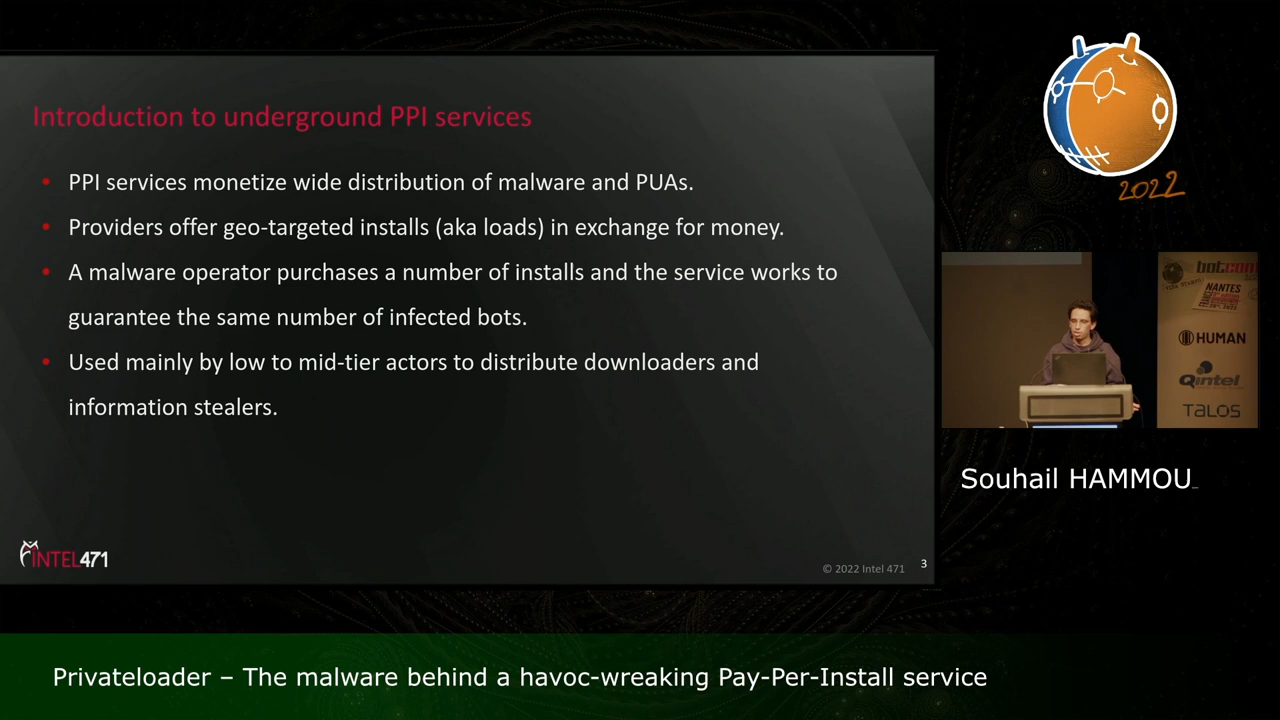 Introduction to underground PPI services
• PPI services monetize wide distribution of malware and PUAs.
• Providers offer geo-targeted installs (aka loads) in exchange for money.
• A malware operator purchases a number of installs and the service works to
guarantee the same number of infected bots.
• Used mainly by low to mid-tier actors to distribute downloaders and
information stealers.
INTEL471
© 2022 Intel 471
3
2022
NANTES
HUMAN
Qintel
TALOS
Souhail HAMMOU_
Privateloader – The malware behind a havoc-wreaking Pay-Per-Install service